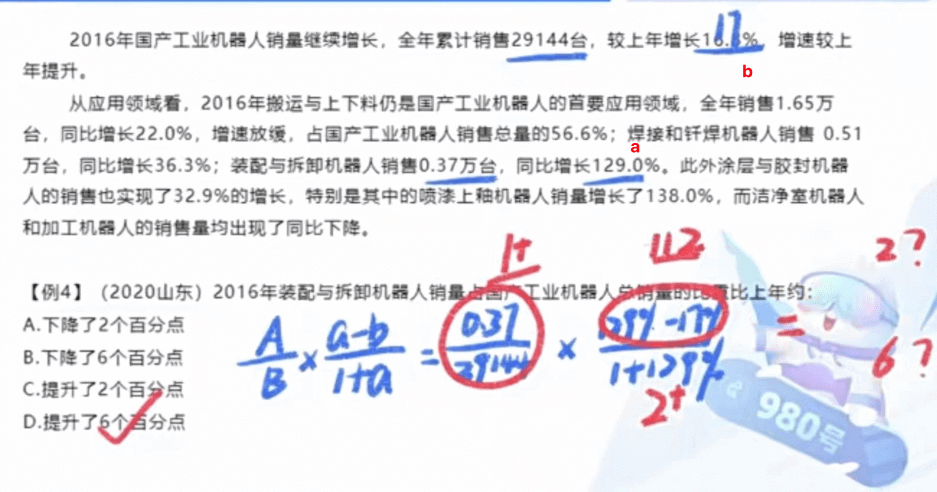 17
2016年国产工业机器人销量继续增长，全年累计销售29144台，较上年增长16.8%，增速较上
年提升。
b
从应用领域看，2016年搬运与上下料仍是国产工业机器人的首要应用领域，全年销售1.65万
台，同比增长22.0%，增速放缓，占国产工业机器人销售总量的56.6%；焊接和钎焊机器人销售 0.51
a
万台，同比增长36.3%；装配与拆卸机器人销售0.37万台，同比增长129.0%。此外涂层与胶封机器
人的销售也实现了32.9%的增长，特别是其中的喷漆上釉机器人销量增长了138.0%，而洁净室机器人
和加工机器人的销售量均出现了同比下降。
1+ 112 2?
【例4】（2020山东）2016年装配与拆卸机器人销量占国产工业机器人总销量的比重比上年约：
A.下降了2个百分点
B.下降了6个百分点
C.提升了2个百分点
D.提升了6个百分点
A/B × a-b/1+a = 0.37/29144 × 129%-17%/1+129% =
6?
2+
980号